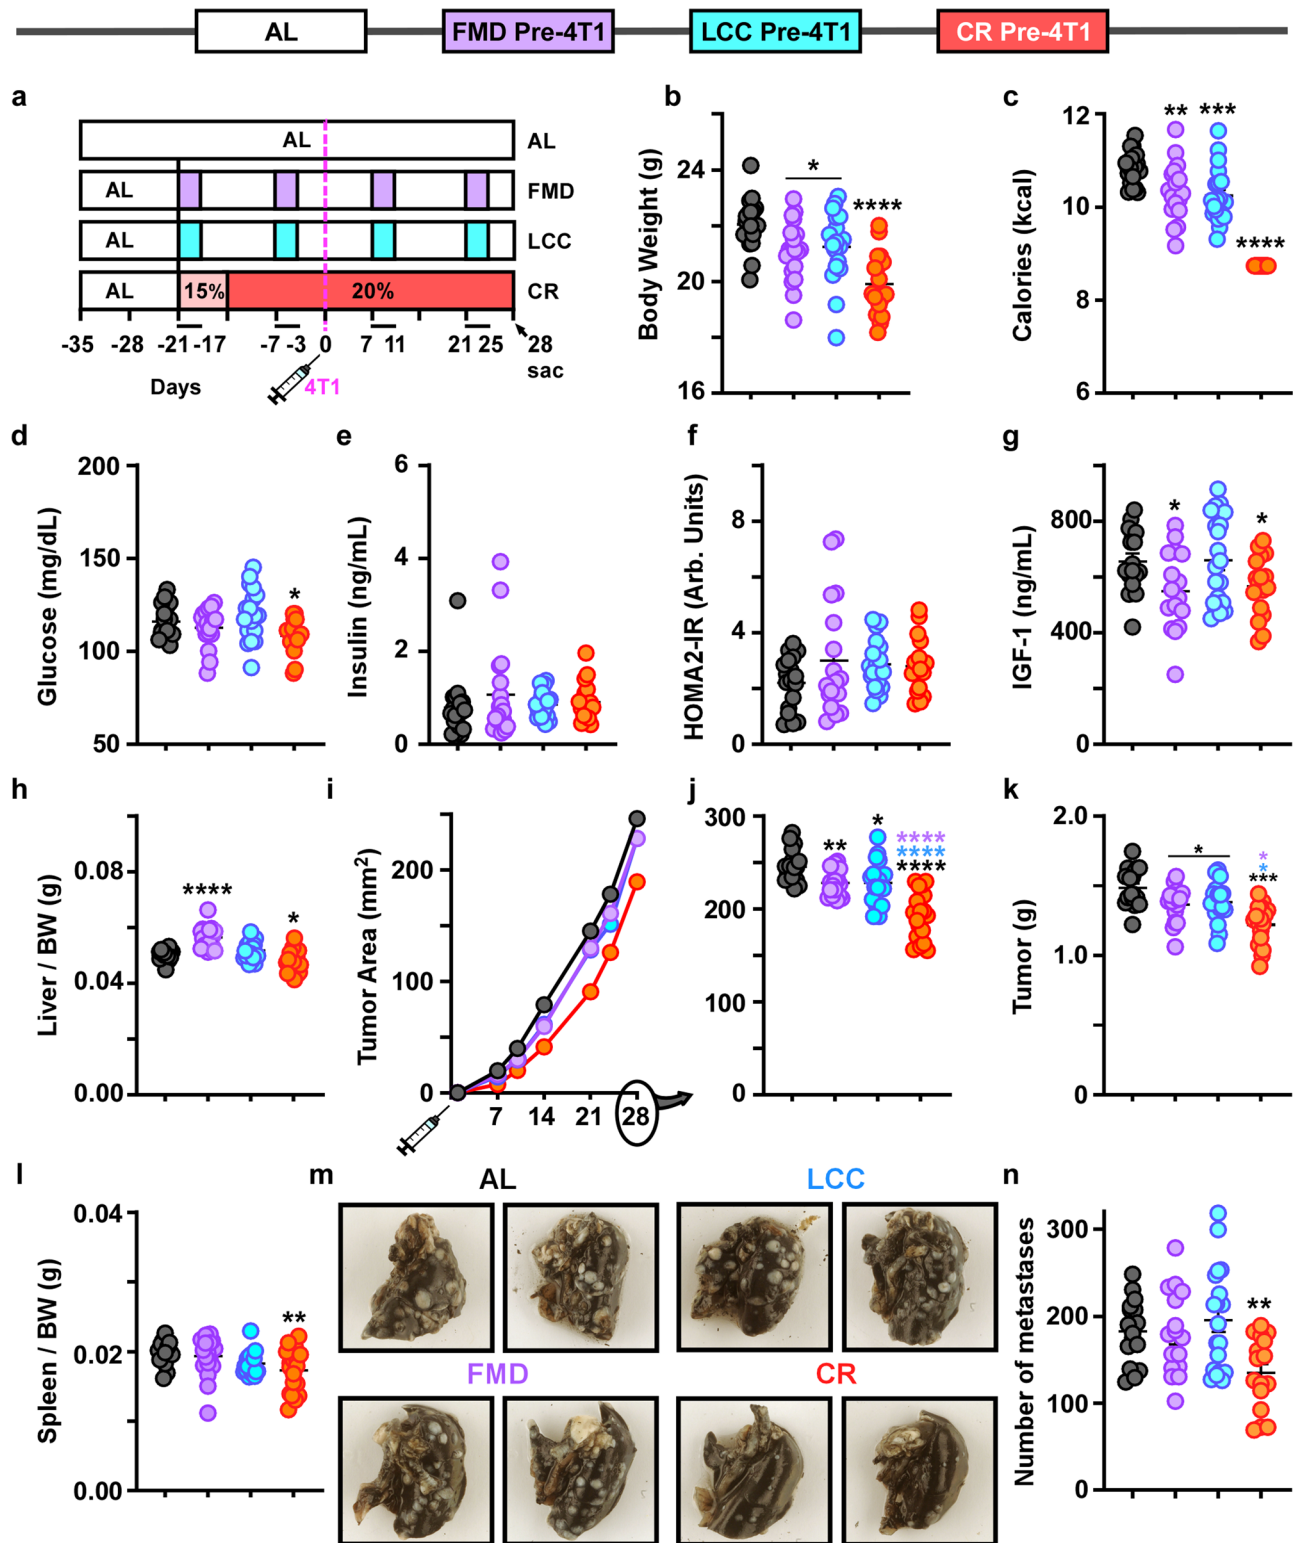 AL FMD Pre-4T1 LCC Pre-4T1 CR Pre-4T1
a
AL AL
AL FMD
AL LCC
AL 15% 20% CR
-35 -28 -21 -17 -7 -3 0 7 11 21 25 28
sac
Days 4T1
b
Body Weight (g)
24
20
16
*
****
c
Calories (kcal)
12
10
8
6
** *** ****
d
Glucose (mg/dL)
200
150
100
50
*
e
Insulin (ng/mL)
6
4
2
0
f
HOMA2-IR (Arb. Units)
8
4
0
g
IGF-1 (ng/mL)
800
400
0
* *
h
Liver / BW (g)
0.08
0.04
0.00
**** *
i
Tumor Area (mm2)
200
100
0
7 14 21 28
j
300
200
100
0
** *
****
****
****
k
Tumor (g)
2.0
1.0
0
*
*
*
***
l
Spleen / BW (g)
0.04
0.02
0.00
**
m
AL LCC
FMD CR
n
Number of metastases
300
200
100
0
**